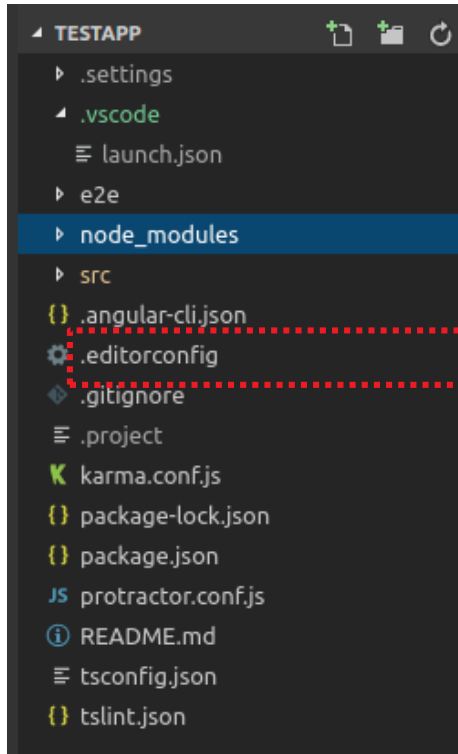 TESTAPP
.settings
.vscode
launch.json
e2e
node_modules
src
{} .angular-cli.json
.editorconfig
.gitignore
.project
karma.conf.js
{} package-lock.json
{} package.json
JS protractor.conf.js
README.md
tsconfig.json
{} tslint.json